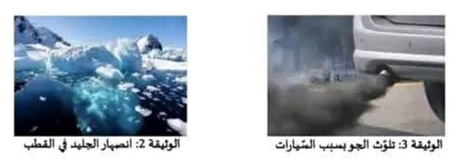 الوثيقة 3: تلوّث الجو بسبب السّيارات
الوثيقة 2: انصهار الجليد في القطب